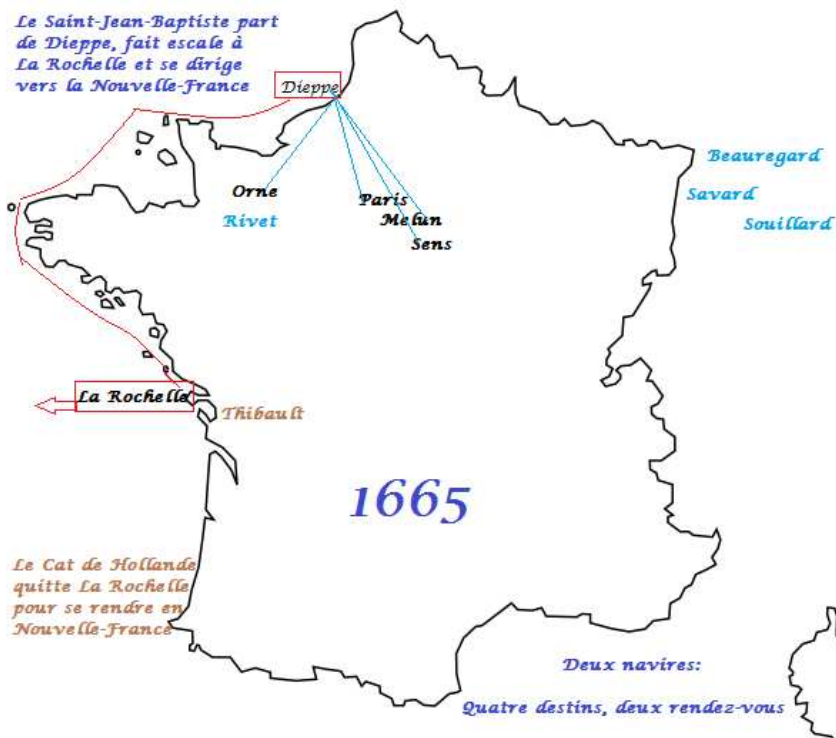 Le Saint-Jean-Baptiste part
de Dieppe, fait escale à
La Rochelle et se dirige
vers la Nouvelle-France
Dieppe
Beauregard
Orne
Paris
Savard
Rivet
Melun
Souillard
Sens
La Rochelle
Thibault
1665
Le Cat de Hollande
quitte La Rochelle
pour se rendre en
Nouvelle-France
Deux navires:
Quatre destins, deux rendez-vous